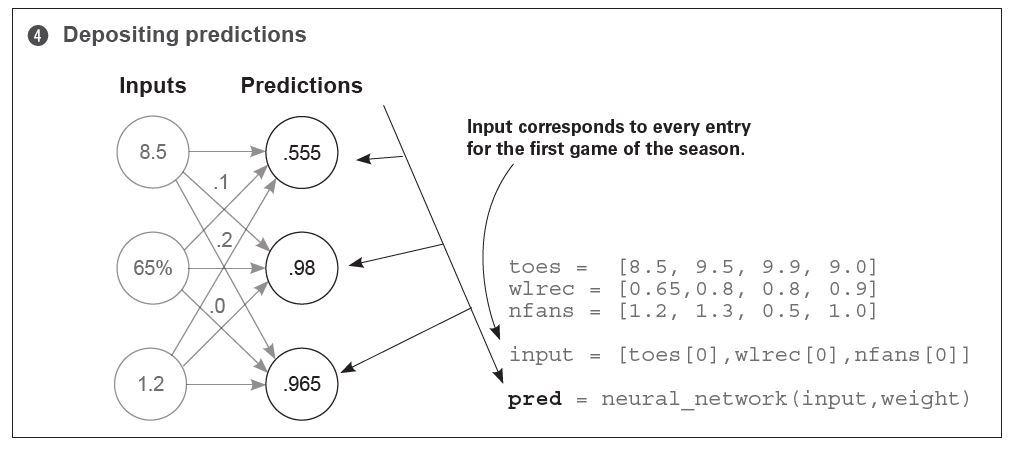 4 Depositing predictions
Inputs Predictions
8.5
.555
.1
.2
65%
.98
.0
1.2
.965
Input corresponds to every entry
for the first game of the season.
toes = [8.5, 9.5, 9.9, 9.0]
wlrec = [0.65,0.8, 0.8, 0.9]
nfans = [1.2, 1.3, 0.5, 1.0]
input = [toes[0],wlrec[0],nfans[0]]
pred = neural_network(input,weight)